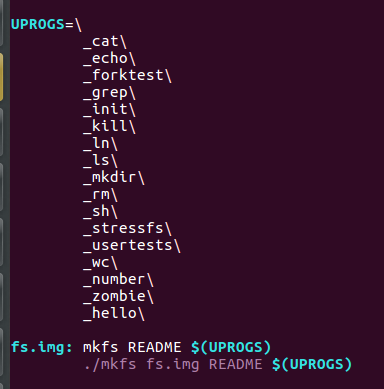 UPROGS=\
_cat\
_echo\
_forktest\
_grep\
_init\
_kill\
_ln\
_ls\
_mkdir\
_rm\
_sh\
_stressfs\
_usertests\
_wc\
_number\
_zombie\
_hello\
fs.img: mkfs README $(UPROGS)
./mkfs fs.img README $(UPROGS)